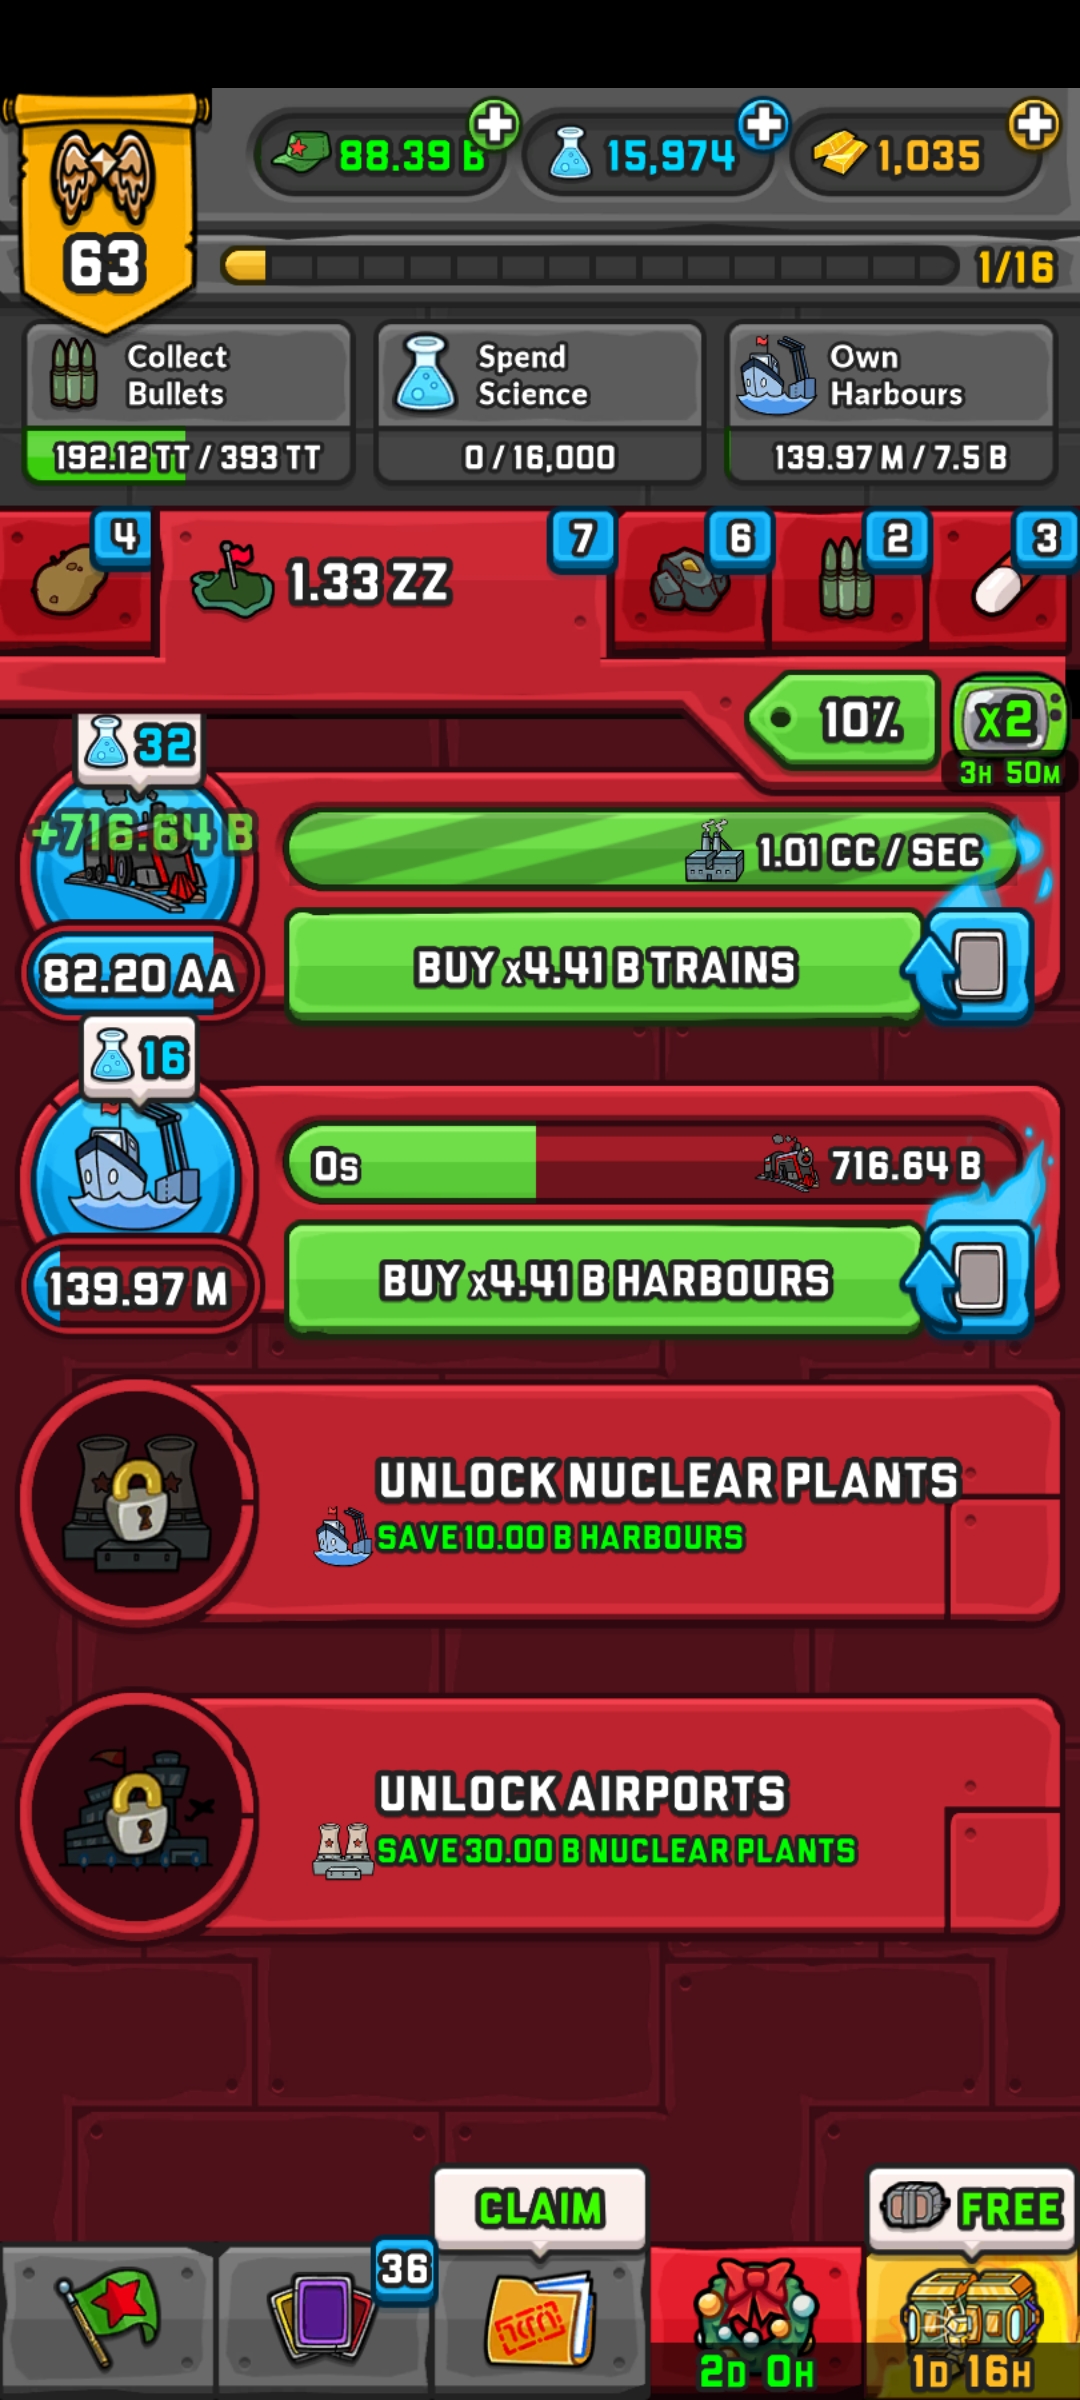 88.39 B
15,974
1,035
63
1/16
Collect
Bullets
192.12 TT / 393 TT
Spend
Science
0 / 16,000
Own
Harbours
139.97 M / 7.5 B
4
1.33 ZZ
7
6
2
3
10%
x2
3H 50M
32
+716.64 B
1.01 CC / SEC
82.20 AA
BUY x4.41 B TRAINS
16
0s
716.64 B
139.97 M
BUY x4.41 B HARBOURS
UNLOCK NUCLEAR PLANTS
SAVE 10.00 B HARBOURS
UNLOCK AIRPORTS
SAVE 30.00 B NUCLEAR PLANTS
CLAIM
FREE
36
2D 0H
1D 16H